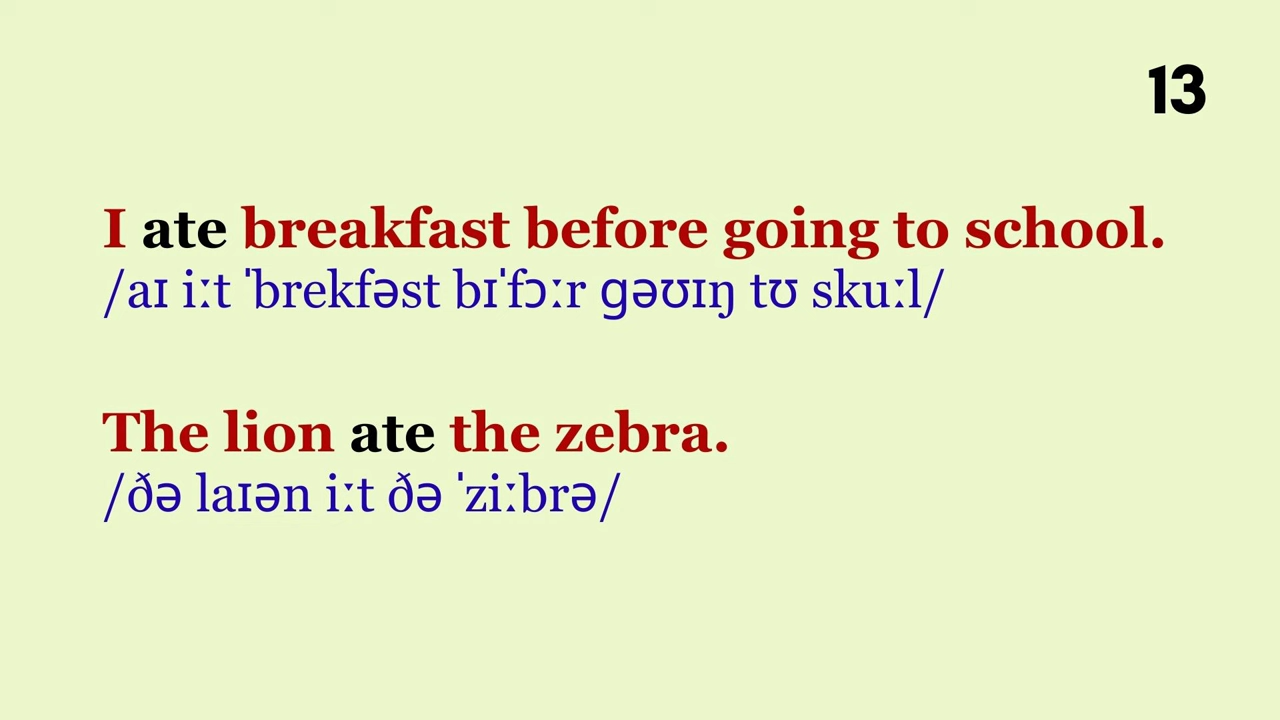 13
I ate breakfast before going to school.
/aɪ iːt ˈbrekfəst bɪˈfɔːr ɡəʊɪŋ tʊ skuːl/
The lion ate the zebra.
/ðə laɪən iːt ðə ˈziːbrə/